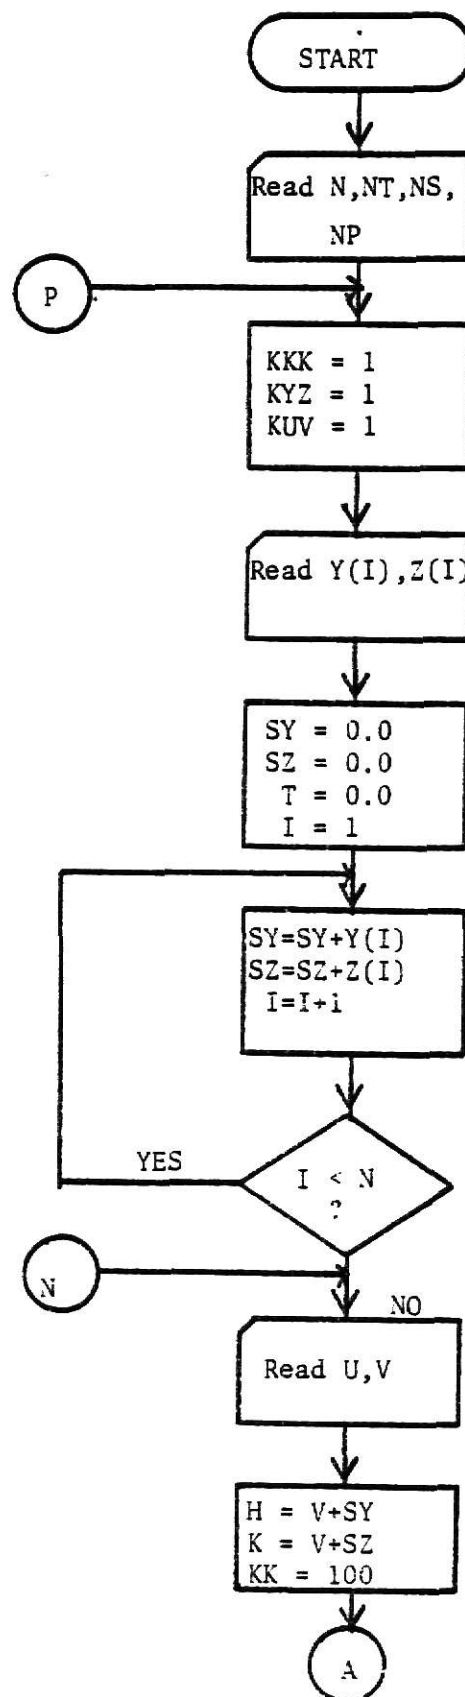 START
Read N,NT,NS,
NP
P
KKK = 1
KYZ = 1
KUV = 1
Read Y(I),Z(I)
SY = 0.0
SZ = 0.0
T = 0.0
I = 1
SY=SY+Y(I)
SZ=SZ+Z(I)
I=I+1
YES
I < N
?
N
NO
Read U,V
H = V+SY
K = V+SZ
KK = 100
A